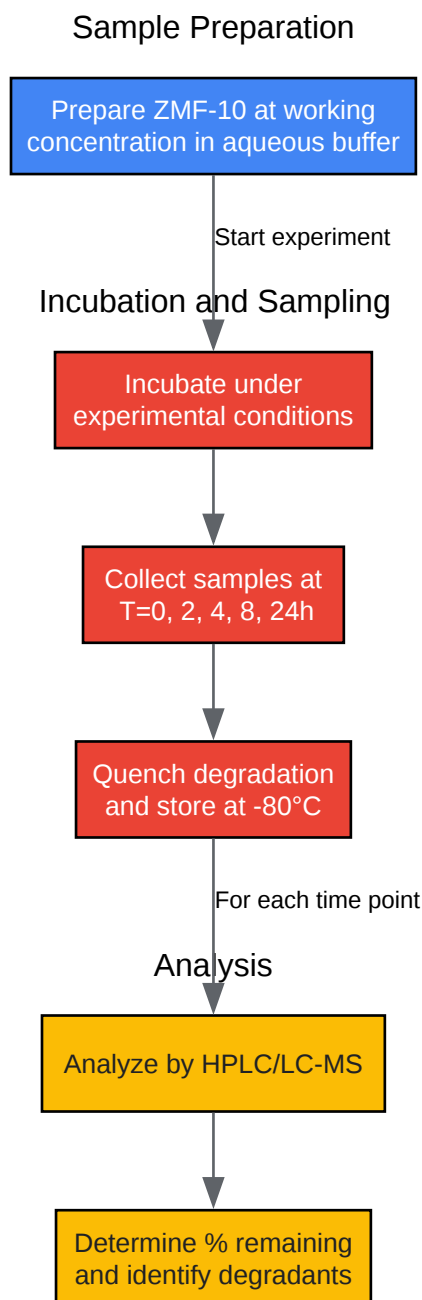 Sample Preparation
Prepare ZMF-10 at working
concentration in aqueous buffer
Start experiment
Incubation and Sampling
Incubate under
experimental conditions
Collect samples at
T=0, 2, 4, 8, 24h
Quench degradation
and store at -80°C
For each time point
Analysis
Analyze by HPLC/LC-MS
Determine % remaining
and identify degradants